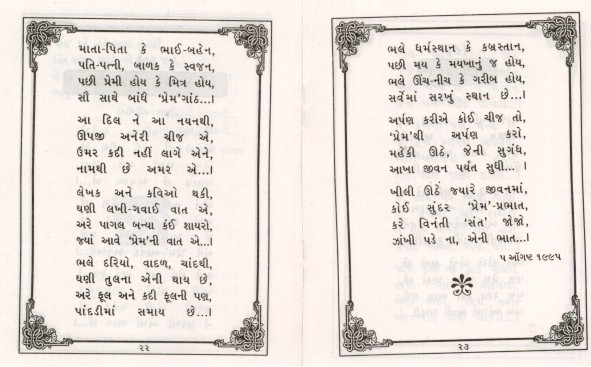 માતા-પિતા કે ભાઈ-બહેન,
પતિ-પત્ની, બાળક કે સ્વજન,
પછી પ્રેમી હોય કે મિત્ર હોય,
સૌ સાથે બાંધે ‘પ્રેમ’ગાંઠ...।
આ દિલ ને આ નયનથી,
ઊપજી અનેરી ચીજ એ,
ઉંમર કદી નહીં લાગે એને,
નામથી છે અમર એ...।
લેખક અને કવિઓ થકી,
ઘણી લખી-ગવાઈ વાત એ,
અરે પાગલ બન્યા કંઈ શાયરો,
જ્યાં આવે ‘પ્રેમ’ની વાત એ...।
ભલે દરિયો, વાદળ, ચાંદથી,
ઘણી તુલના એની થાય છે,
અરે ફૂલ અને કદી ફૂલની પણ,
પાંદડીમાં સમાય છે...।
૨૨
ભલે ધર્મસ્થાન કે કબ્રસ્તાન,
પછી મય કે મયખાનું જ હોય,
ભલે ઊંચ-નીચ કે ગરીબ હોય,
સર્વેમાં સરખું સ્થાન છે...।
અર્પણ કરીએ કોઈ ચીજ તો,
‘પ્રેમ’થી અર્પણ કરો,
મહેકી ઊઠે, જેની સુગંધ,
આખા જીવન પર્યંત સુધી... ।
ખીલી ઊઠે જયારે જીવનમાં,
કોઈ સુંદર ‘પ્રેમ’-પ્રભાત,
કરે વિનંતી ‘સંત’ જોજો,
ઝાંખી પડે ના, એની ભાત...।
૫ ઑગષ્ટ ૧૯૯૫
૨૩